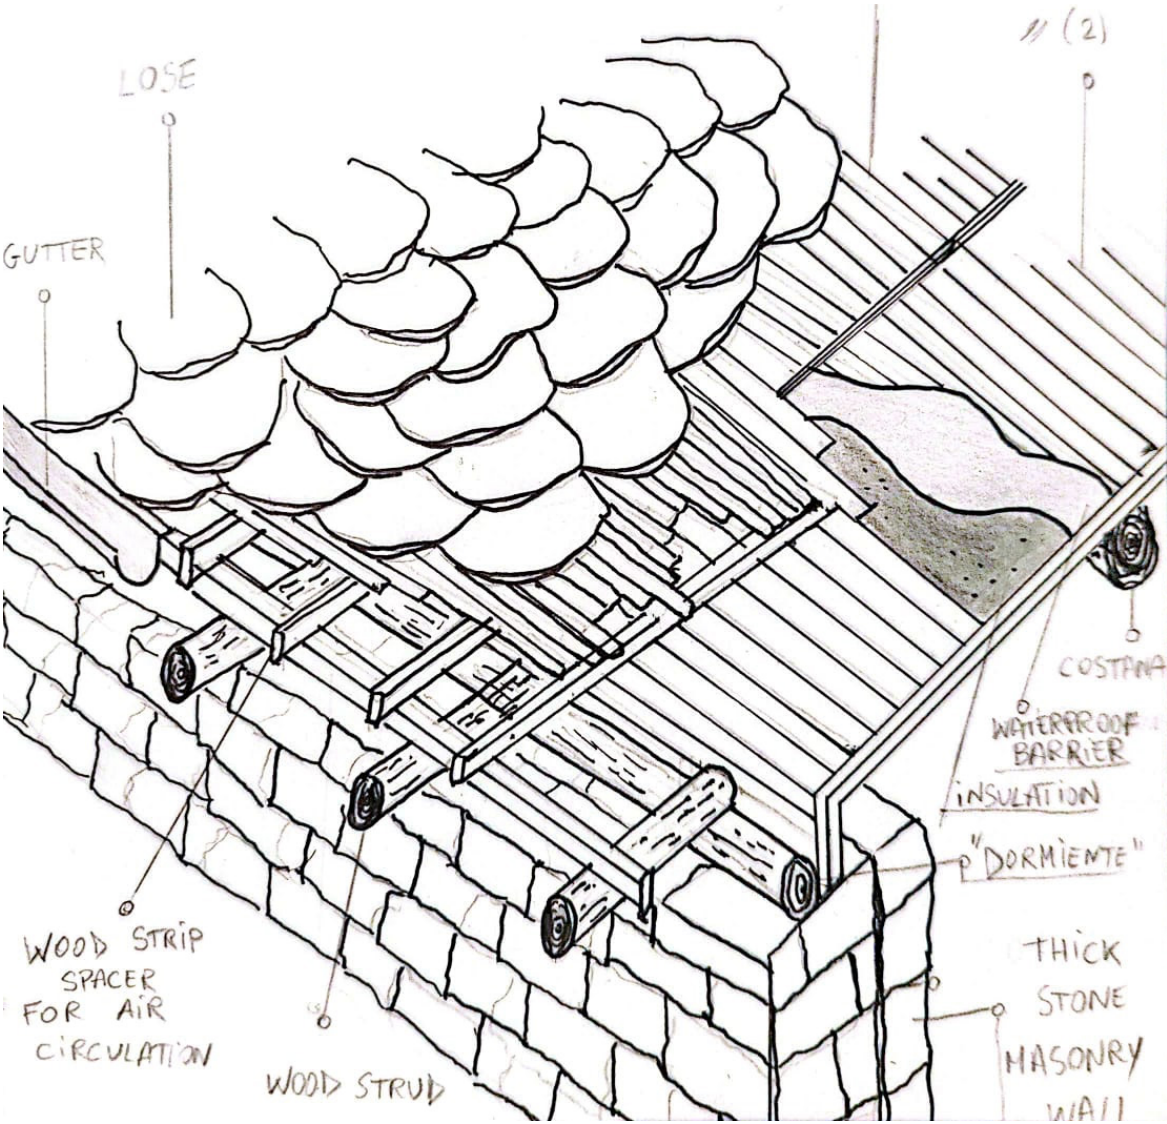 LOSE
〃 (2)
GUTTER
COSTANA
WATERPROOF
BARRIER
INSULATION
"DORMIENTE"
WOOD STRIP
SPACER
FOR AIR
CIRCULATION
WOOD STRUD
THICK
STONE
MASONRY
WALL